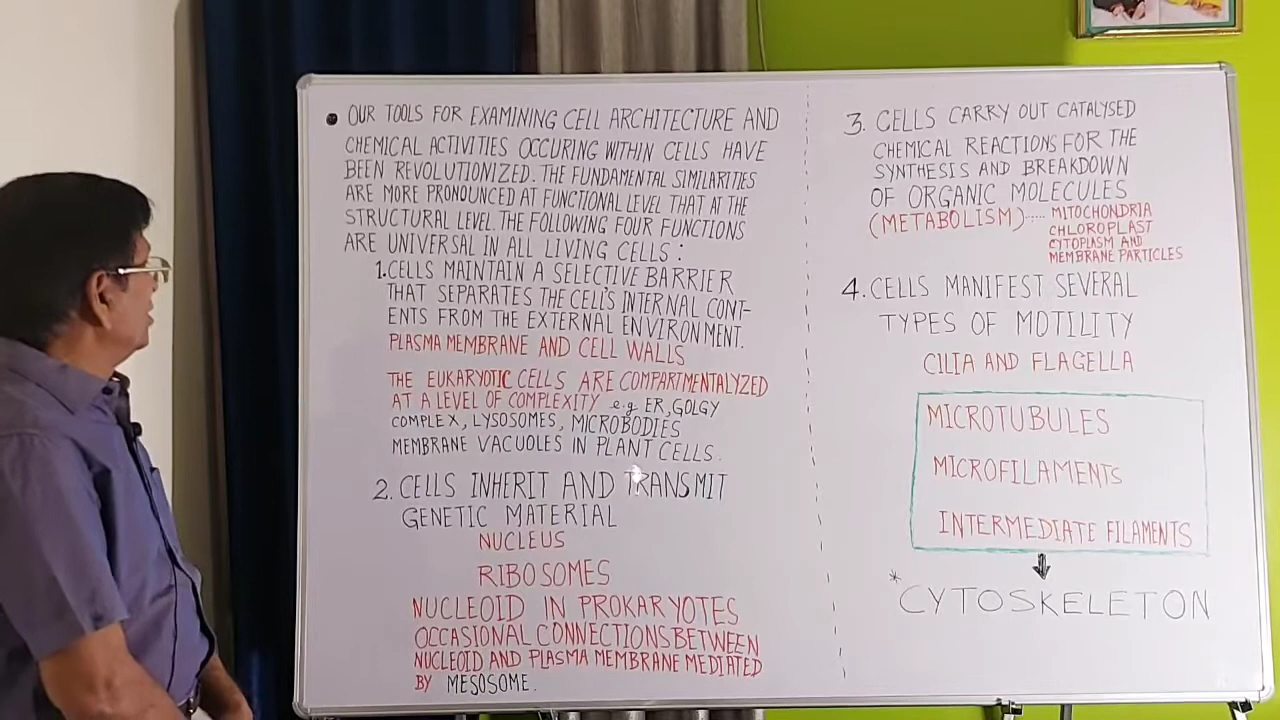 • OUR TOOLS FOR EXAMINING CELL ARCHITECTURE AND
CHEMICAL ACTIVITIES OCCURING WITHIN CELLS HAVE
BEEN REVOLUTIONIZED. THE FUNDAMENTAL SIMILARITIES
ARE MORE PRONOUNCED AT FUNCTIONAL LEVEL THAT AT THE
STRUCTURAL LEVEL. THE FOLLOWING FOUR FUNCTIONS
ARE UNIVERSAL IN ALL LIVING CELLS :
1. CELLS MAINTAIN A SELECTIVE BARRIER
THAT SEPARATES THE CELL'S INTERNAL CONT-
ENTS FROM THE EXTERNAL ENVIRONMENT.
PLASMA MEMBRANE AND CELL WALLS
THE EUKARYOTIC CELLS ARE COMPARTMENTALYZED
AT A LEVEL OF COMPLEXITY e.g ER, GOLGY
COMPLEX, LYSOSOMES, MICROBODIES
MEMBRANE VACUOLES IN PLANT CELLS.
2. CELLS INHERIT AND TRANSMIT
GENETIC MATERIAL
NUCLEUS
RIBOSOMES
NUCLEOID IN PROKARYOTES
OCCASIONAL CONNECTIONS BETWEEN
NUCLEOID AND PLASMA MEMBRANE MEDIATED
BY MESOSOME.
3. CELLS CARRY OUT CATALYSED
CHEMICAL REACTIONS FOR THE
SYNTHESIS AND BREAKDOWN
OF ORGANIC MOLECULES
(METABOLISM)...... MITOCHONDRIA
CHLOROPLAST
CYTOPLASM AND
MEMBRANE PARTICLES
4. CELLS MANIFEST SEVERAL
TYPES OF MOTILITY
CILIA AND FLAGELLA
MICROTUBULES
MICROFILAMENTS
INTERMEDIATE FILAMENTS
* CYTOSKELETON